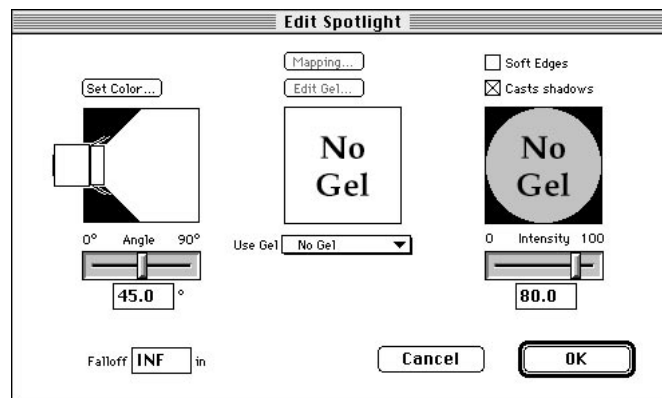 Edit Spotlight
Mapping...
Soft Edges
Set Color...
Edit Gel...
Casts shadows
No
Gel
No
Gel
0° Angle 90°
Use Gel No Gel
0 Intensity 100
45.0 °
80.0
Falloff INF in
Cancel
OK